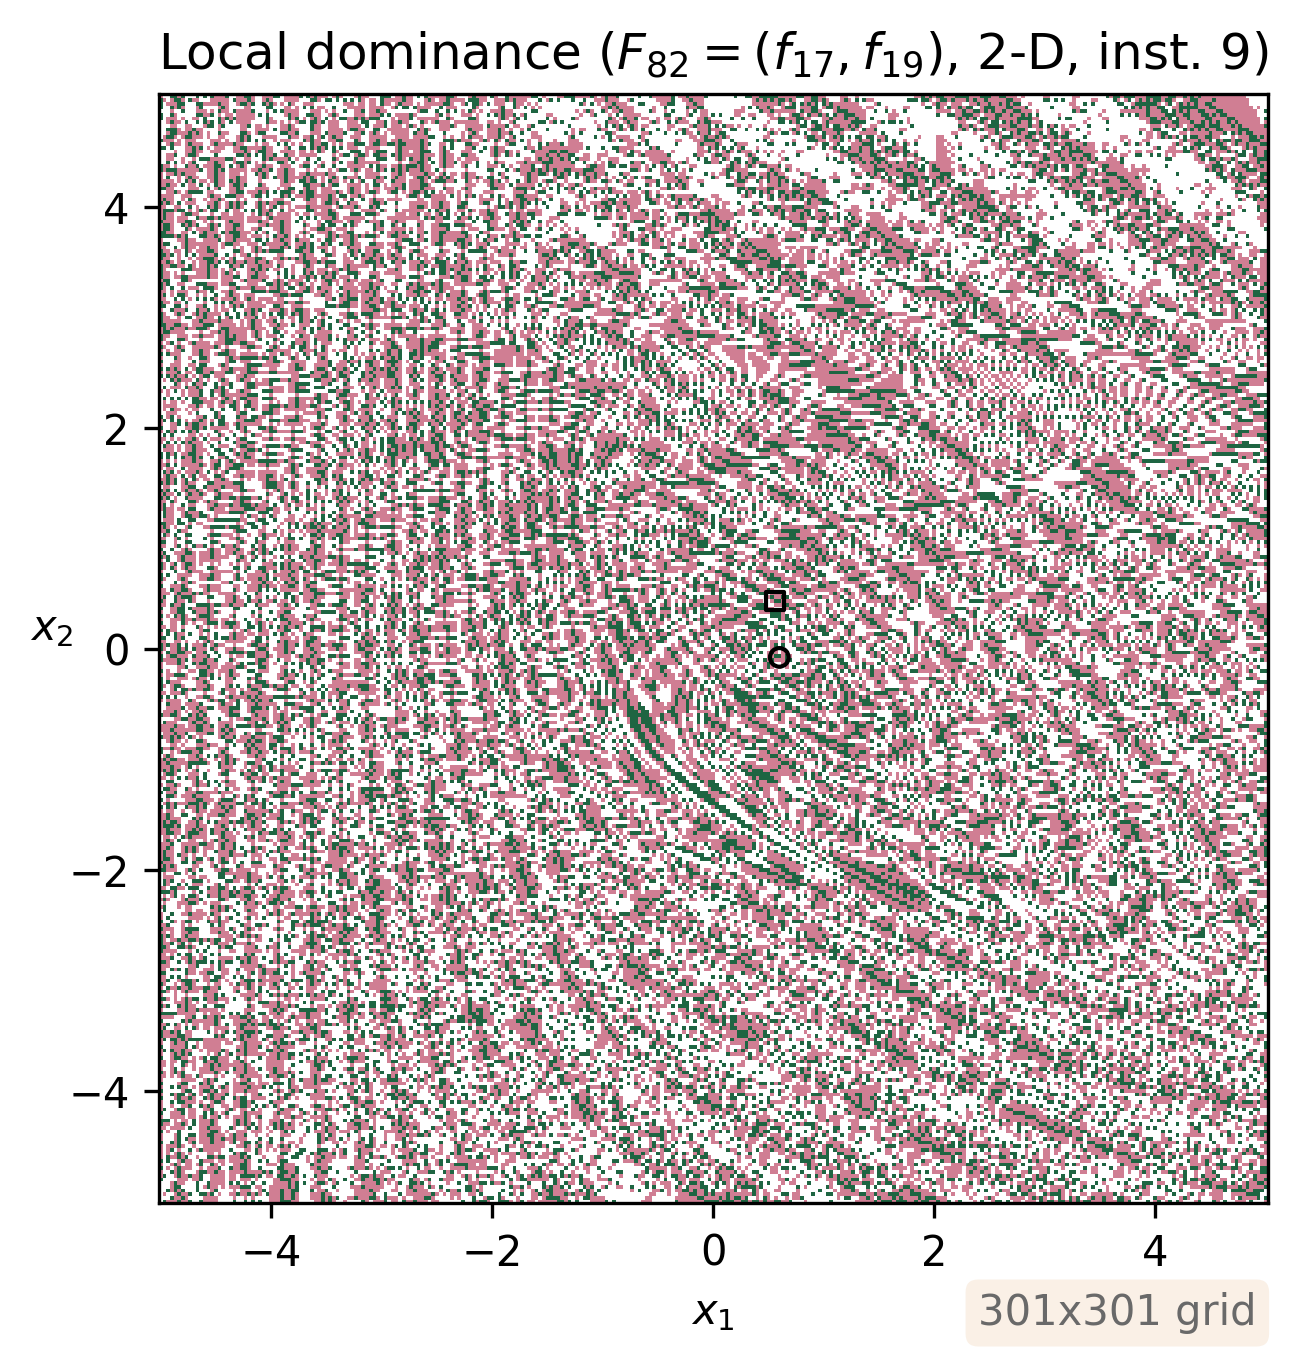 Local dominance (F₈₂ = (f₁₇, f₁₉), 2-D, inst. 9)
4
2
0
−2
−4
x₂
−4 −2 0 2 4
x₁
301x301 grid